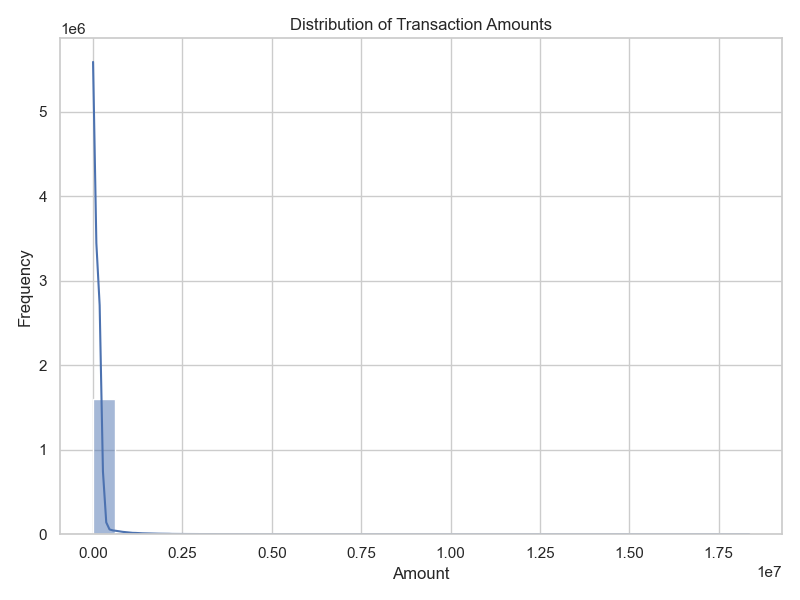 Distribution of Transaction Amounts
1e6
5
4
3
2
1
0
Frequency
0.00 0.25 0.50 0.75 1.00 1.25 1.50 1.75
1e7
Amount